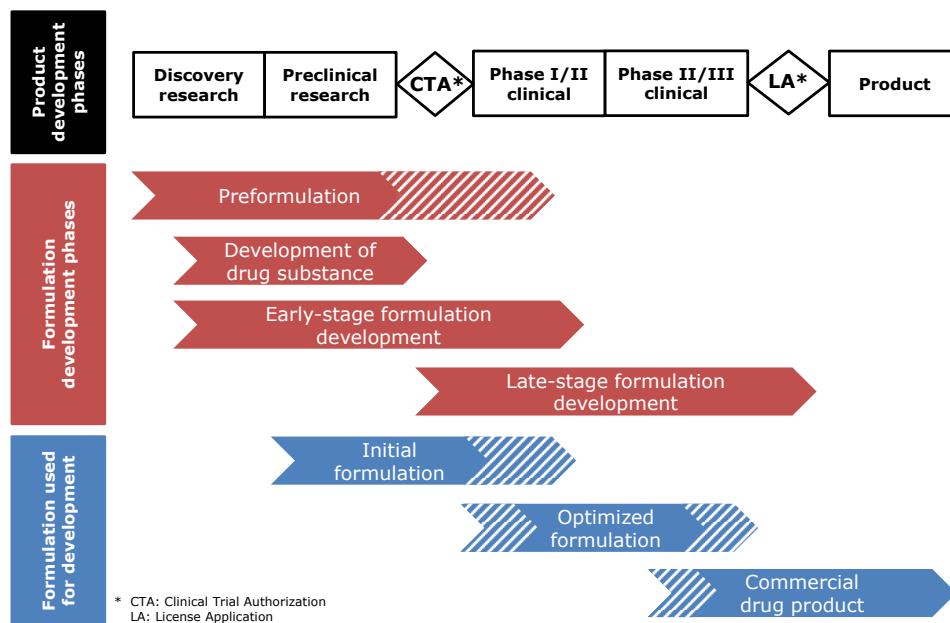 Product
development
phases
Discovery
research
Preclinical
research
CTA*
Phase I/II
clinical
Phase II/III
clinical
LA*
Product
Formulation
development phases
Preformulation
Development of
drug substance
Early-stage formulation
development
Late-stage formulation
development
Formulation used
for development
Initial
formulation
Optimized
formulation
Commercial
drug product
* CTA: Clinical Trial Authorization
LA: License Application